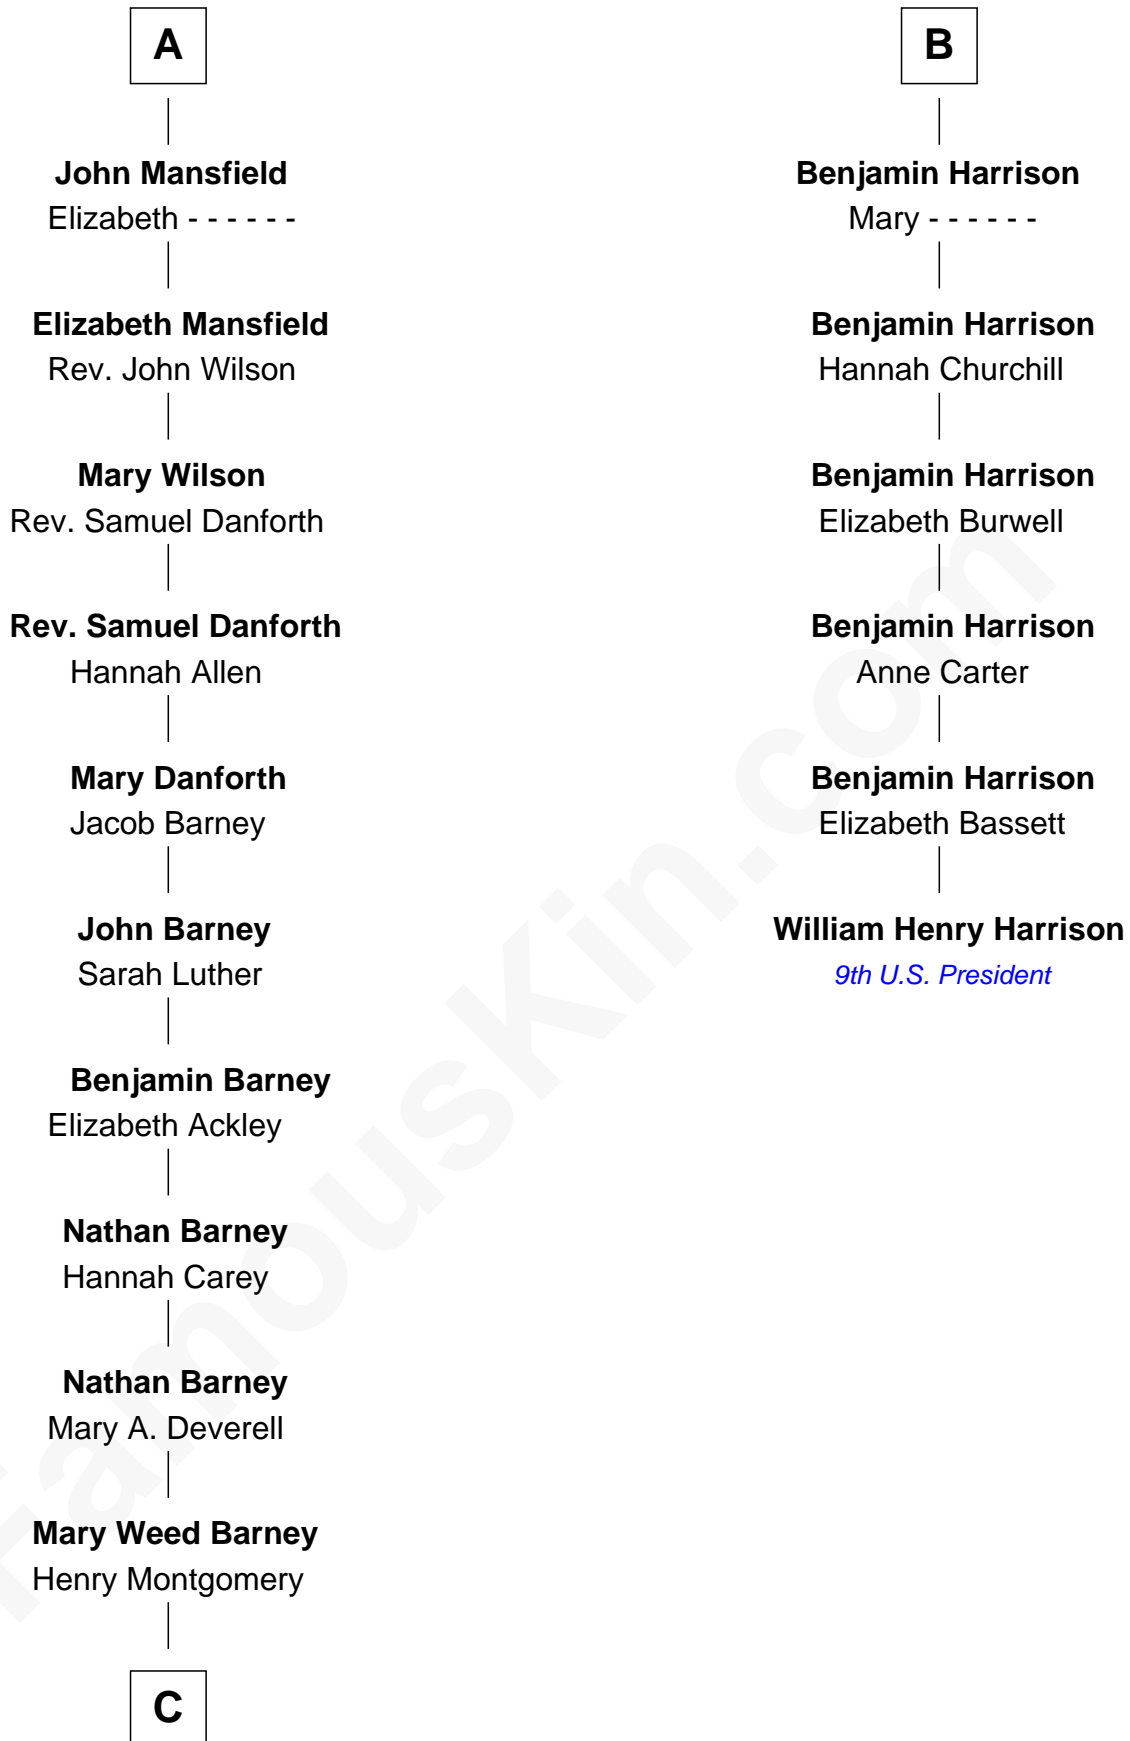 A
John Mansfield
Elizabeth - - - - - -
Elizabeth Mansfield
Rev. John Wilson
Mary Wilson
Rev. Samuel Danforth
Rev. Samuel Danforth
Hannah Allen
Mary Danforth
Jacob Barney
John Barney
Sarah Luther
Benjamin Barney
Elizabeth Ackley
Nathan Barney
Hannah Carey
Nathan Barney
Mary A. Deverell
Mary Weed Barney
Henry Montgomery
C
B
Benjamin Harrison
Mary - - - - - -
Benjamin Harrison
Hannah Churchill
Benjamin Harrison
Elizabeth Burwell
Benjamin Harrison
Anne Carter
Benjamin Harrison
Elizabeth Bassett
William Henry Harrison
9th U.S. President
FamousKin.com